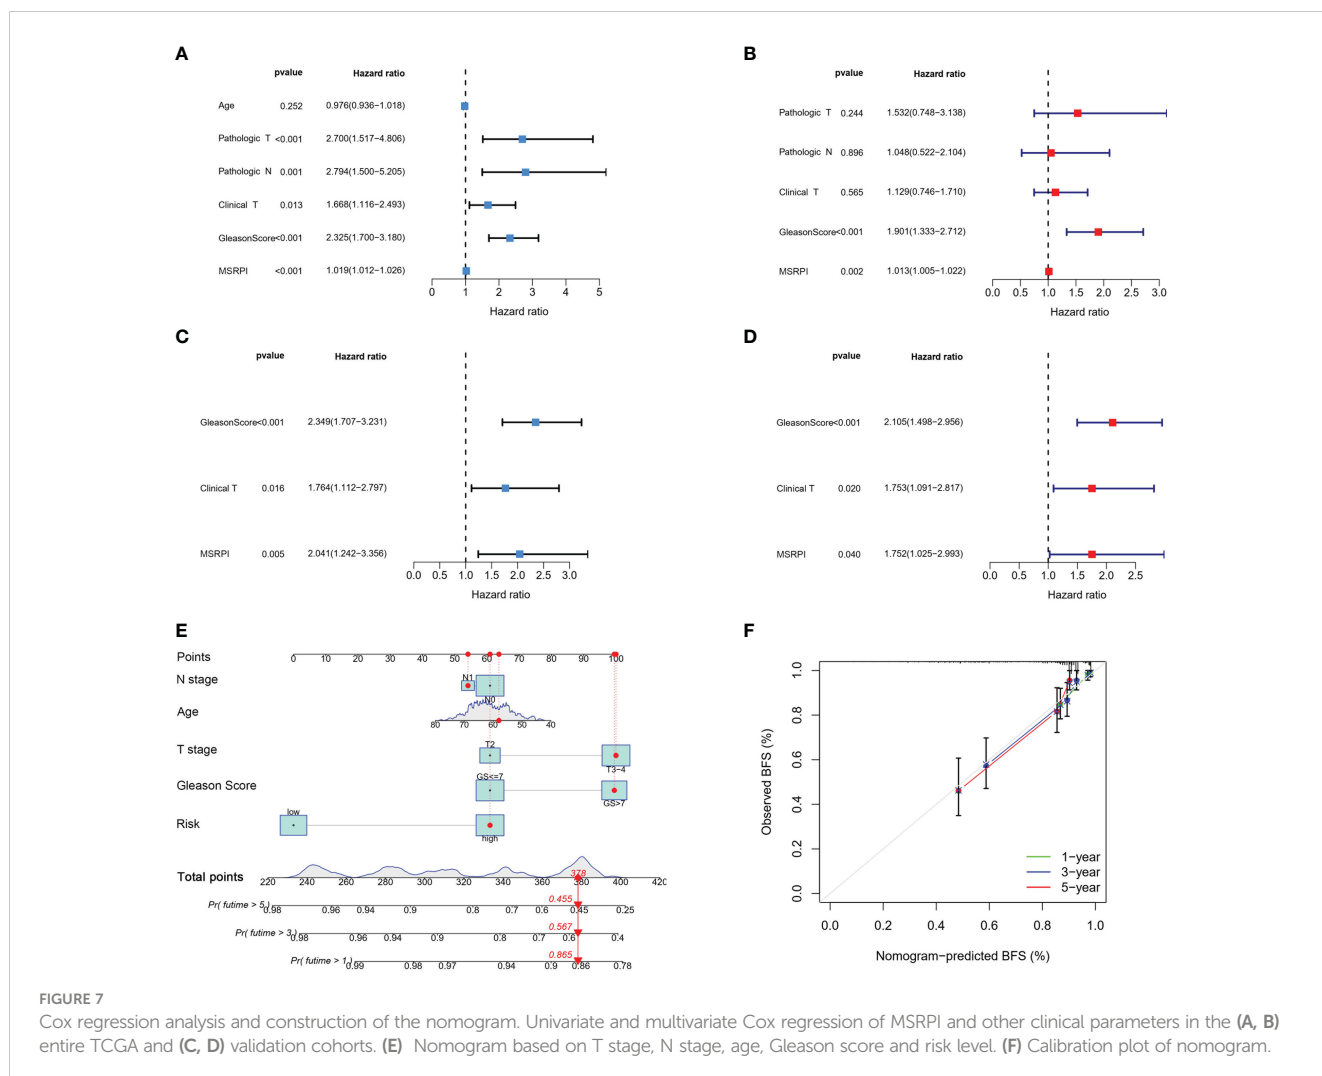 A
pvalue Hazard ratio
Age 0.252 0.976(0.936−1.018)
Pathologic T <0.001 2.700(1.517−4.806)
Pathologic N 0.001 2.794(1.500−5.205)
Clinical T 0.013 1.668(1.116−2.493)
GleasonScore<0.001 2.325(1.700−3.180)
MSRPI <0.001 1.019(1.012−1.026)
0 1 2 3 4 5
Hazard ratio
B
pvalue Hazard ratio
Pathologic T 0.244 1.532(0.748−3.138)
Pathologic N 0.896 1.048(0.522−2.104)
Clinical T 0.565 1.129(0.746−1.710)
GleasonScore<0.001 1.901(1.333−2.712)
MSRPI 0.002 1.013(1.005−1.022)
0.0 0.5 1.0 1.5 2.0 2.5 3.0
Hazard ratio
C
pvalue Hazard ratio
GleasonScore<0.001 2.349(1.707−3.231)
Clinical T 0.016 1.764(1.112−2.797)
MSRPI 0.005 2.041(1.242−3.356)
0.0 0.5 1.0 1.5 2.0 2.5 3.0
Hazard ratio
D
pvalue Hazard ratio
GleasonScore<0.001 2.105(1.498−2.956)
Clinical T 0.020 1.753(1.091−2.817)
MSRPI 0.040 1.752(1.025−2.993)
0.0 0.5 1.0 1.5 2.0 2.5
Hazard ratio
E
Points
0 10 20 30 40 50 60 70 80 90 100
N stage
N1
N0
Age
80 70 60 50 40
T stage
T2
T3−4
Gleason Score
GS<=7
GS>7
Risk
low
high
Total points
378
220 240 260 280 300 320 340 360 380 400 420
Pr( futime > 5 )
0.455
0.98 0.96 0.94 0.9 0.8 0.7 0.6 0.45 0.25
Pr( futime > 3 )
0.567
0.98 0.96 0.94 0.9 0.8 0.7 0.6 0.4
Pr( futime > 1 )
0.865
0.99 0.98 0.97 0.94 0.9 0.86 0.78
F
Observed BFS (%)
0.0 0.2 0.4 0.6 0.8 1.0
1−year
3−year
5−year
0.0 0.2 0.4 0.6 0.8 1.0
Nomogram−predicted BFS (%)
FIGURE 7
Cox regression analysis and construction of the nomogram. Univariate and multivariate Cox regression of MSRPI and other clinical parameters in the (A, B)
entire TCGA and (C, D) validation cohorts. (E) Nomogram based on T stage, N stage, age, Gleason score and risk level. (F) Calibration plot of nomogram.